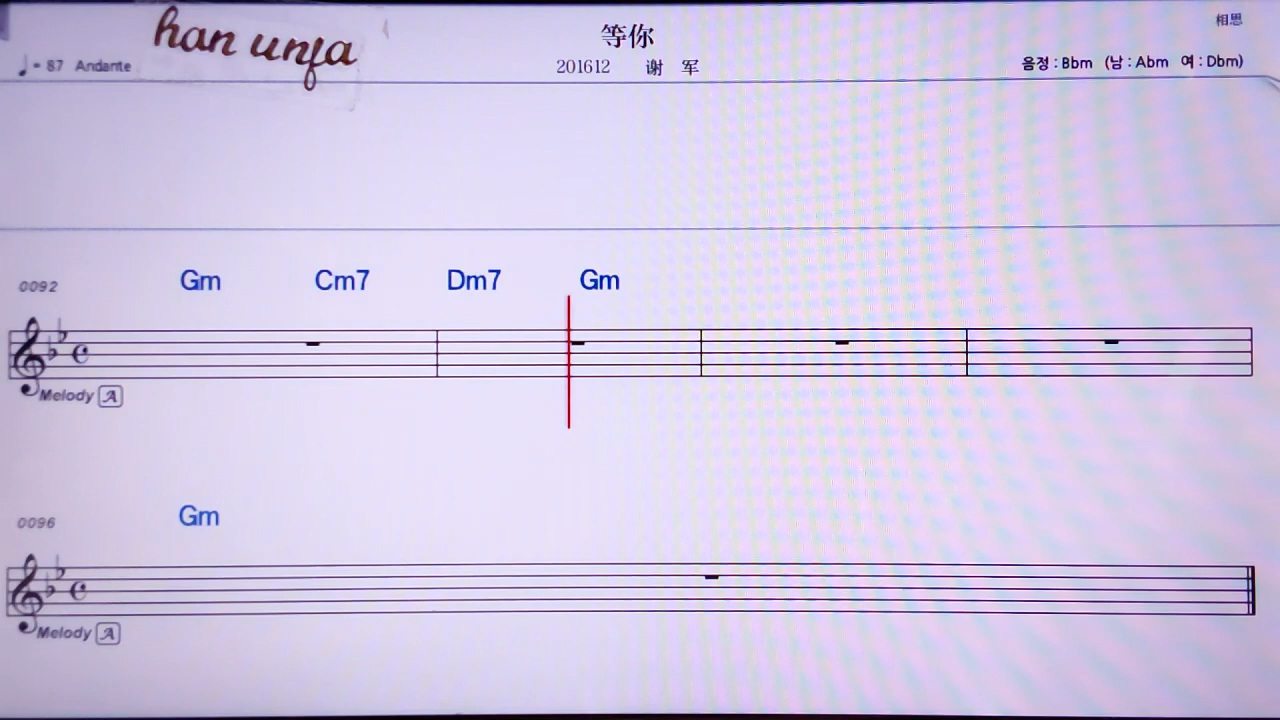 han unfa
等你
相思
♩= 87 Andante
201612 谢 军
음정 : Bbm (남 : Abm 여 : Dbm)
0092 Gm Cm7 Dm7 Gm
Melody A
0096 Gm
Melody A